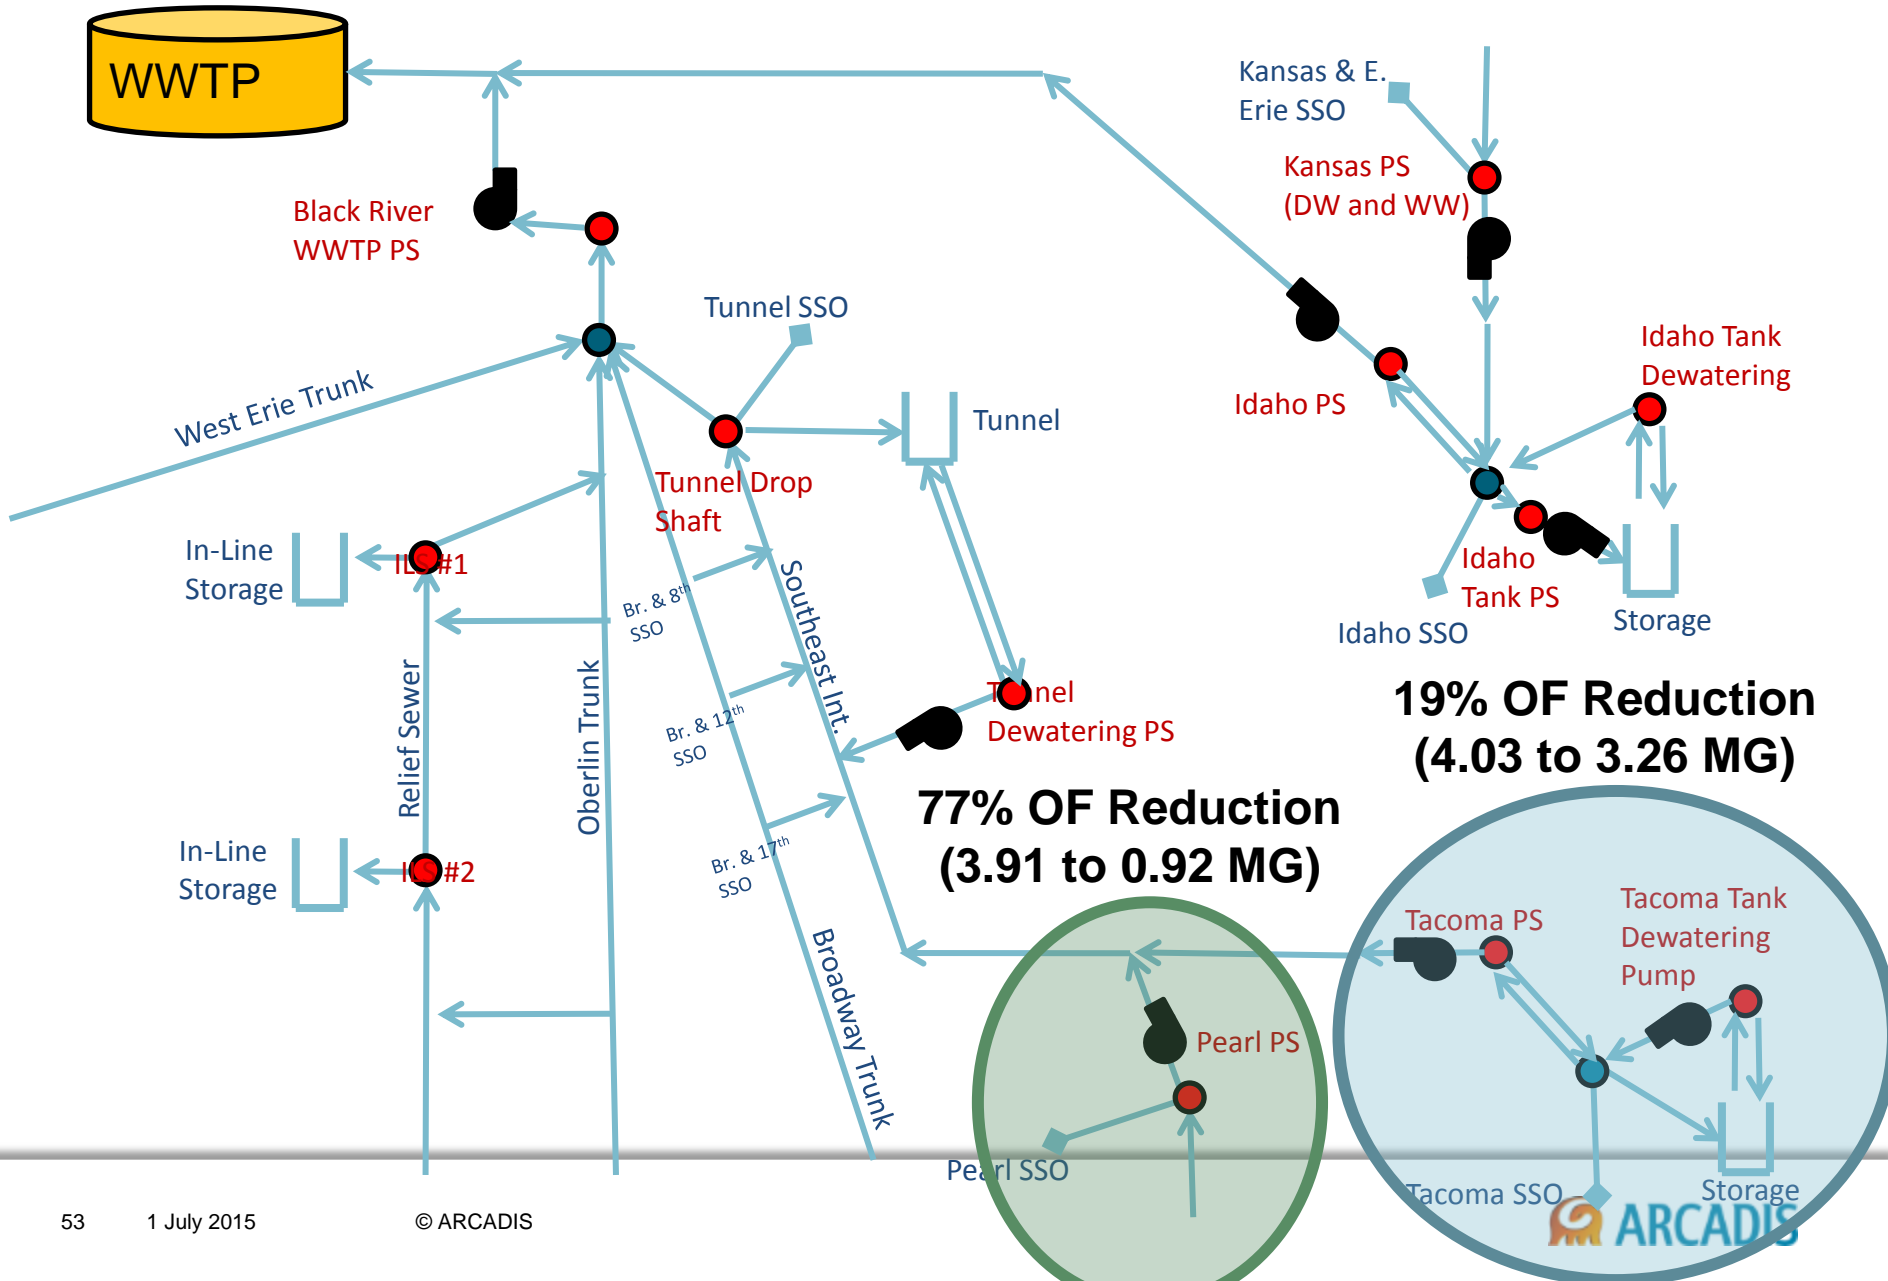 WWTP
Kansas & E.
Erie SSO
Kansas PS
(DW and WW)
Black River
WWTP PS
Tunnel SSO
Idaho Tank
Dewatering
West Erie Trunk
Idaho PS
Tunnel
Tunnel Drop
Shaft
In-Line
Storage
ILS #1
Idaho
Tank PS
Br. & 8th
SSO
Southeast Int.
Idaho SSO
Storage
Relief Sewer
Oberlin Trunk
Br. & 12th
SSO
Tunnel
Dewatering PS
19% OF Reduction
(4.03 to 3.26 MG)
77% OF Reduction
(3.91 to 0.92 MG)
In-Line
Storage
ILS #2
Br. & 17th
SSO
Broadway Trunk
Tacoma PS
Tacoma Tank
Dewatering
Pump
Pearl PS
Pearl SSO
Tacoma SSO
Storage
53
1 July 2015
© ARCADIS
ARCADIS